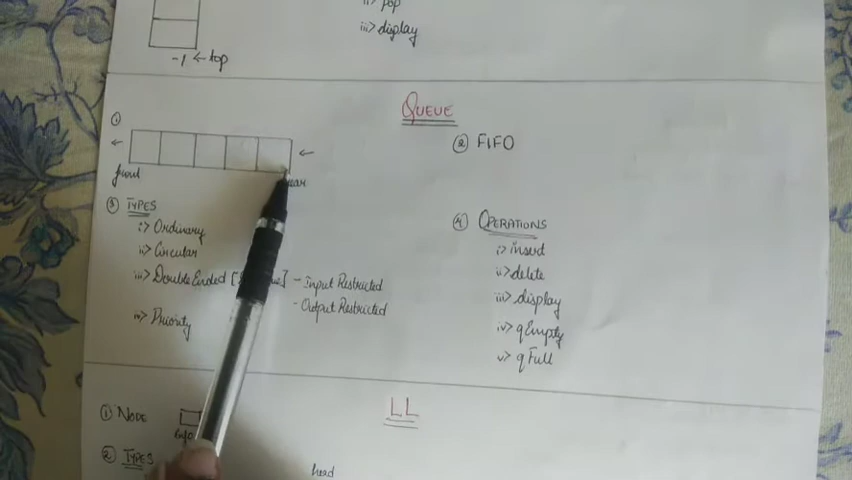 ii> pop
iii> display
-1 ← top
QUEUE
①
← ←
front rear
② FIFO
③ TYPES
i:> Ordinary
ii:> Circular
iii:> Double Ended [ ] - Input Restricted
- Output Restricted
iv:> Priority
④ OPERATIONS
i:> insert
ii:> delete
iii:> display
iv> qEmpty
v> qFull
LL
① NODE
info
② TYPES
head